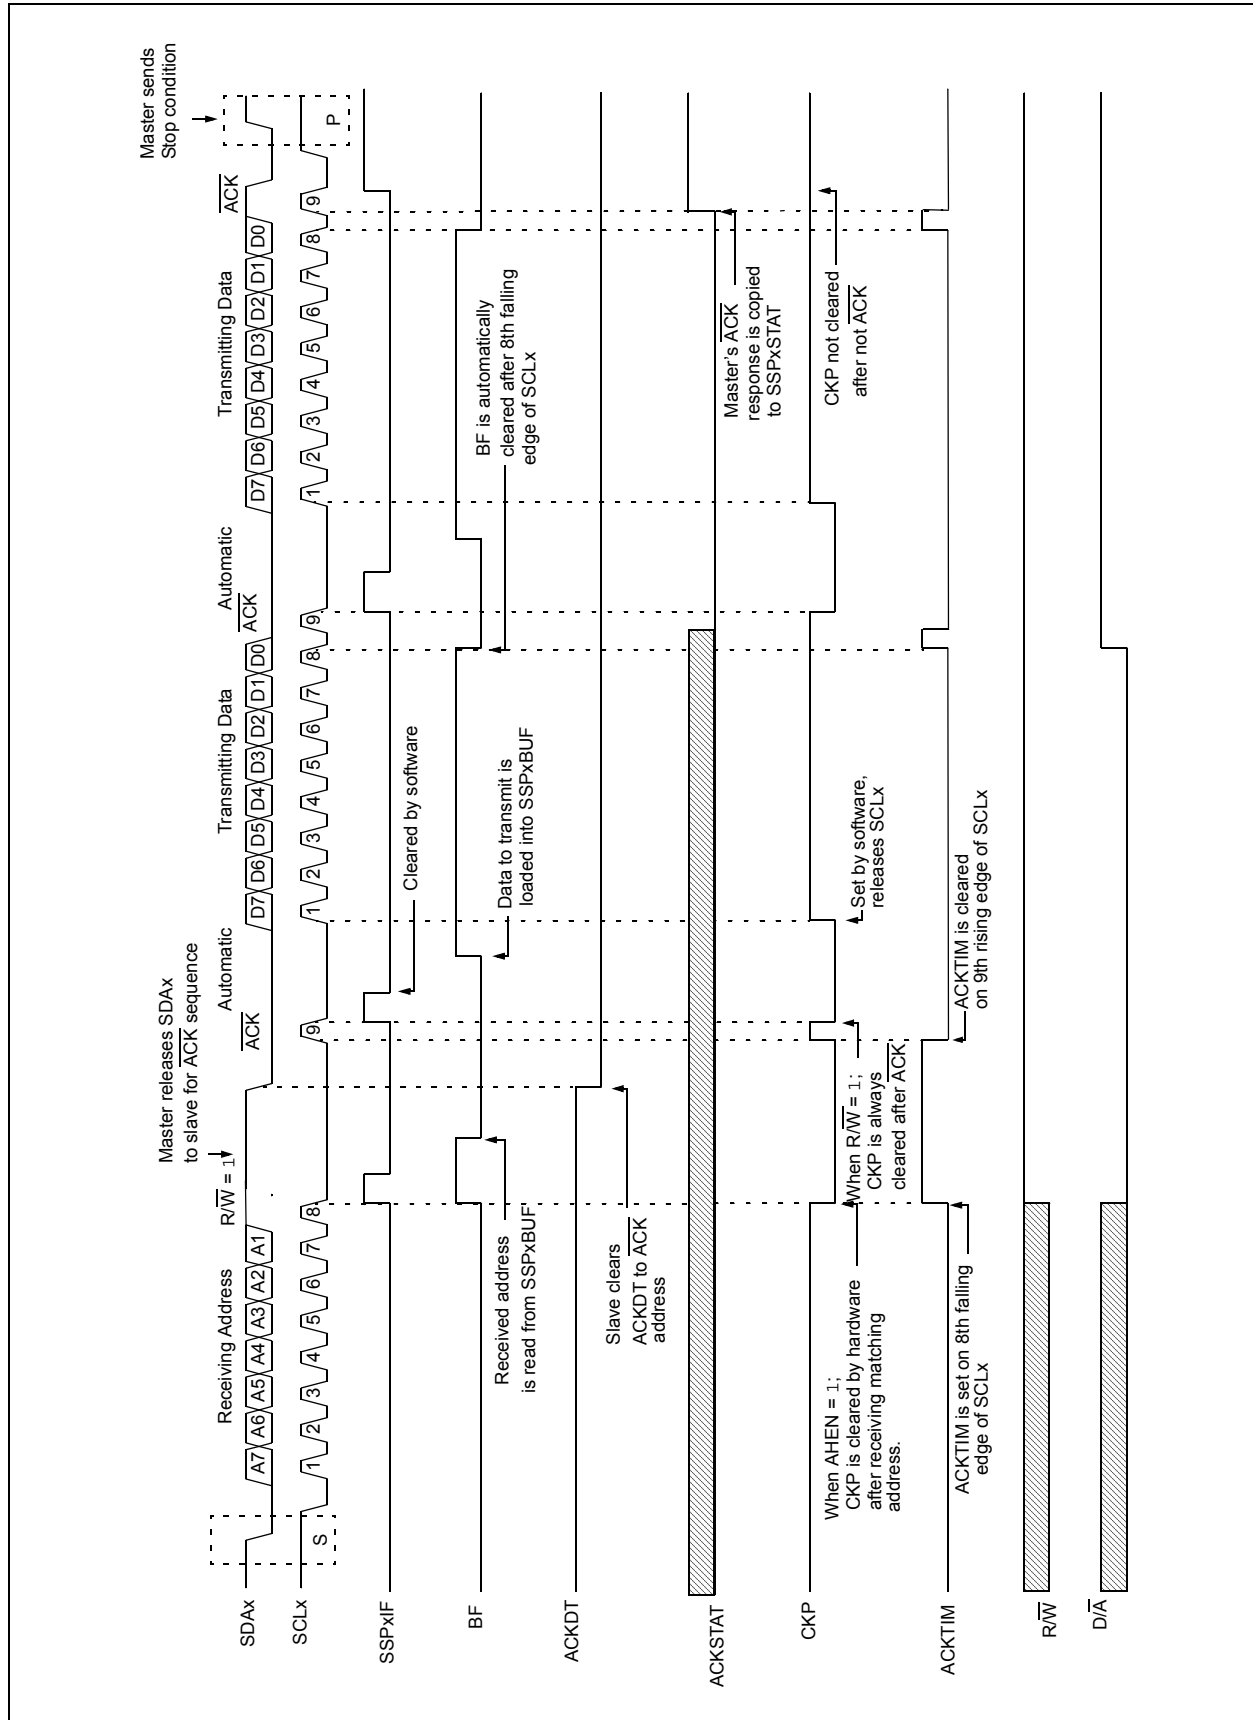 Master releases SDAx
to slave for ACK sequence
Master sends
Stop condition
Receiving Address
R/W = 1
Automatic
Transmitting Data
Automatic
Transmitting Data
ACK
ACK
ACK
SDAx
A7 A6 A5 A4 A3 A2 A1
D7 D6 D5 D4 D3 D2 D1 D0
D7 D6 D5 D4 D3 D2 D1 D0
SCLx
S
1 2 3 4 5 6 7 8 9
1 2 3 4 5 6 7 8 9
1 2 3 4 5 6 7 8 9
P
SSPxIF
Cleared by software
BF
Received address
is read from SSPxBUF
Data to transmit is
loaded into SSPxBUF
BF is automatically
cleared after 8th falling
edge of SCLx
ACKDT
Slave clears
ACKDT to ACK
address
ACKSTAT
Master's ACK
response is copied
to SSPxSTAT
CKP
When AHEN = 1;
CKP is cleared by hardware
after receiving matching
address.
When R/W = 1;
CKP is always
cleared after ACK
Set by software,
releases SCLx
CKP not cleared
after not ACK
ACKTIM
ACKTIM is set on 8th falling
edge of SCLx
ACKTIM is cleared
on 9th rising edge of SCLx
R/W
D/A